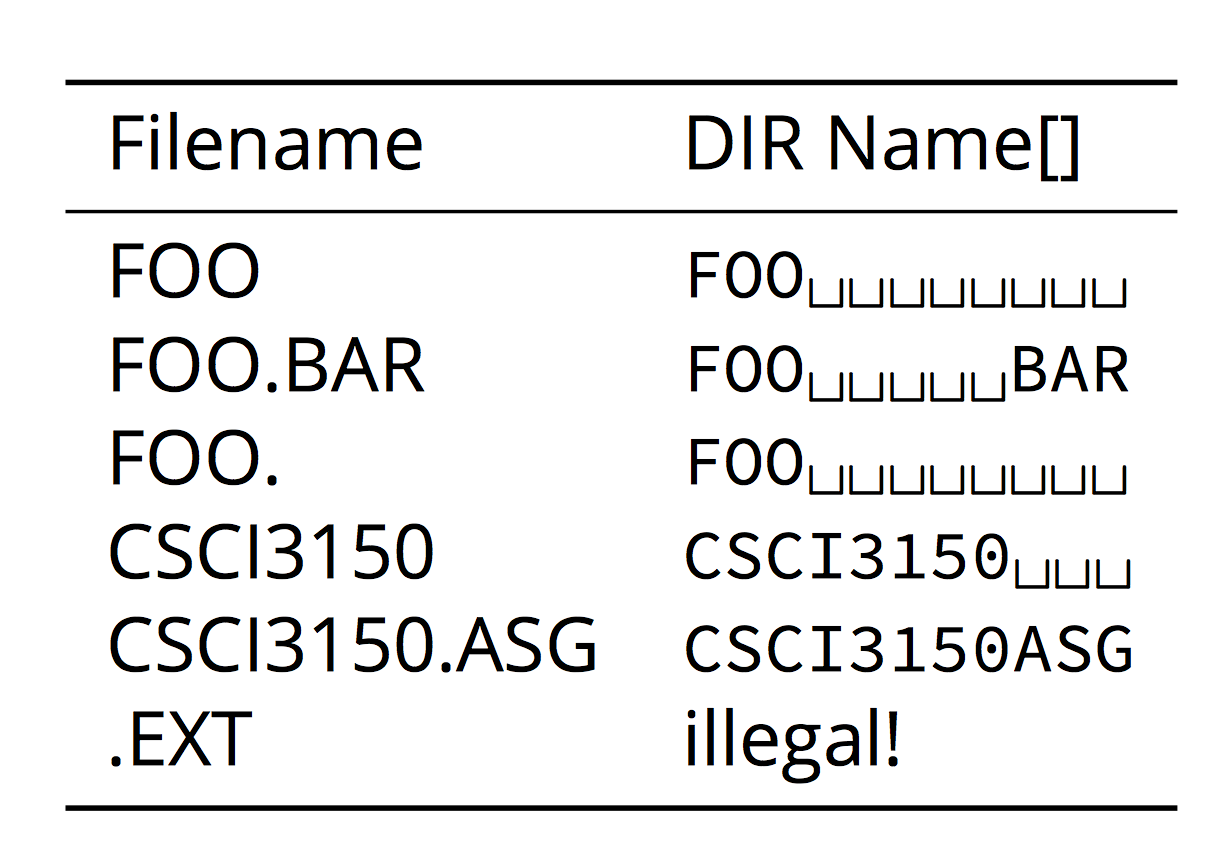 Filename DIR Name[]
FOO FOO␣␣␣␣␣␣␣␣
FOO.BAR FOO␣␣␣␣␣BAR
FOO. FOO␣␣␣␣␣␣␣␣
CSCI3150 CSCI3150␣␣␣
CSCI3150.ASG CSCI3150ASG
.EXT illegal!